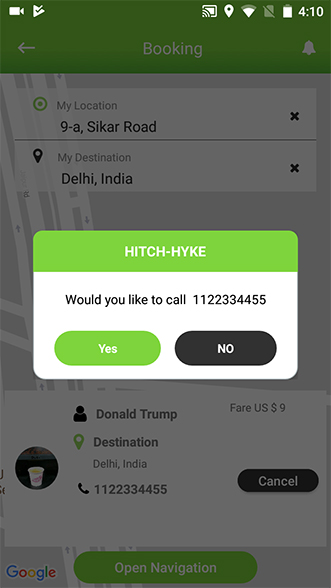 4:10
Booking
My Location
9-a, Sikar Road
My Destination
Delhi, India
HITCH-HYKE
Would you like to call 1122334455
Yes
NO
Donald Trump
Fare US $ 9
Destination
Delhi, India
1122334455
Cancel
Google
Open Navigation